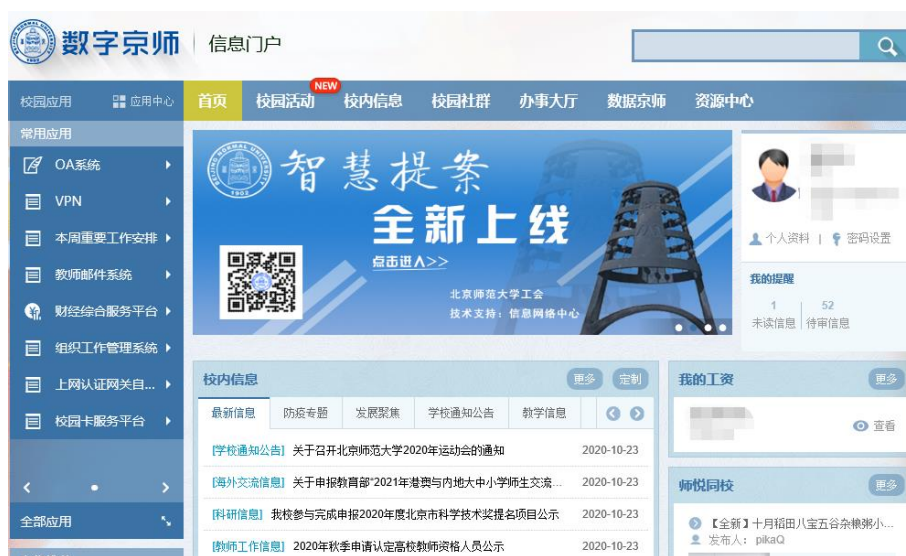 数字京师 信息门户
校园应用 应用中心 首页 校园活动 NEW 校内信息 校园社群 办事大厅 数据京师 资源中心
常用应用
OA系统
VPN
本周重要工作安排
教师邮件系统
财经综合服务平台
组织工作管理系统
上网认证网关自...
校园卡服务平台
全部应用
BEIJING NORMAL UNIVERSITY
1902
智慧提案
全新上线
点击进入>>
北京师范大学工会
技术支持：信息网络中心
个人资料 | 密码设置
我的提醒
1 52
未读信息 待审信息
校内信息 更多 定制
最新信息 防疫专题 发展聚焦 学校通知公告 教学信息
[学校通知公告] 关于召开北京师范大学2020年运动会的通知 2020-10-23
[海外交流信息] 关于申报教育部“2021年港澳与内地大中小学师生交流... 2020-10-23
[科研信息] 我校参与完成申报2020年度北京市科学技术奖提名项目公示 2020-10-23
[教师工作信息] 2020年秋季申请认定高校教师资格人员公示 2020-10-23
我的工资 更多
查看
师悦同校 更多
【全新】十月稻田八宝五谷杂粮粥小...
发布人： pikaQ